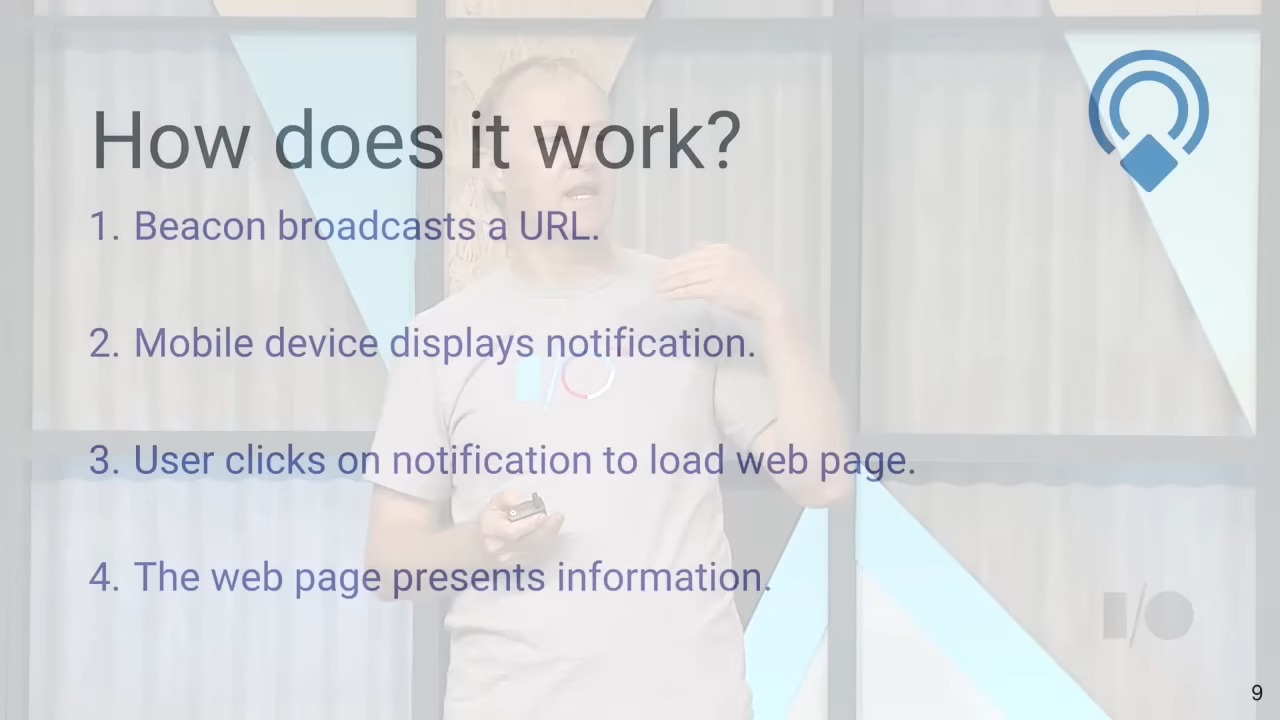 How does it work?
1. Beacon broadcasts a URL.
2. Mobile device displays notification.
I/O
3. User clicks on notification to load web page.
4. The web page presents information.
I/O
9